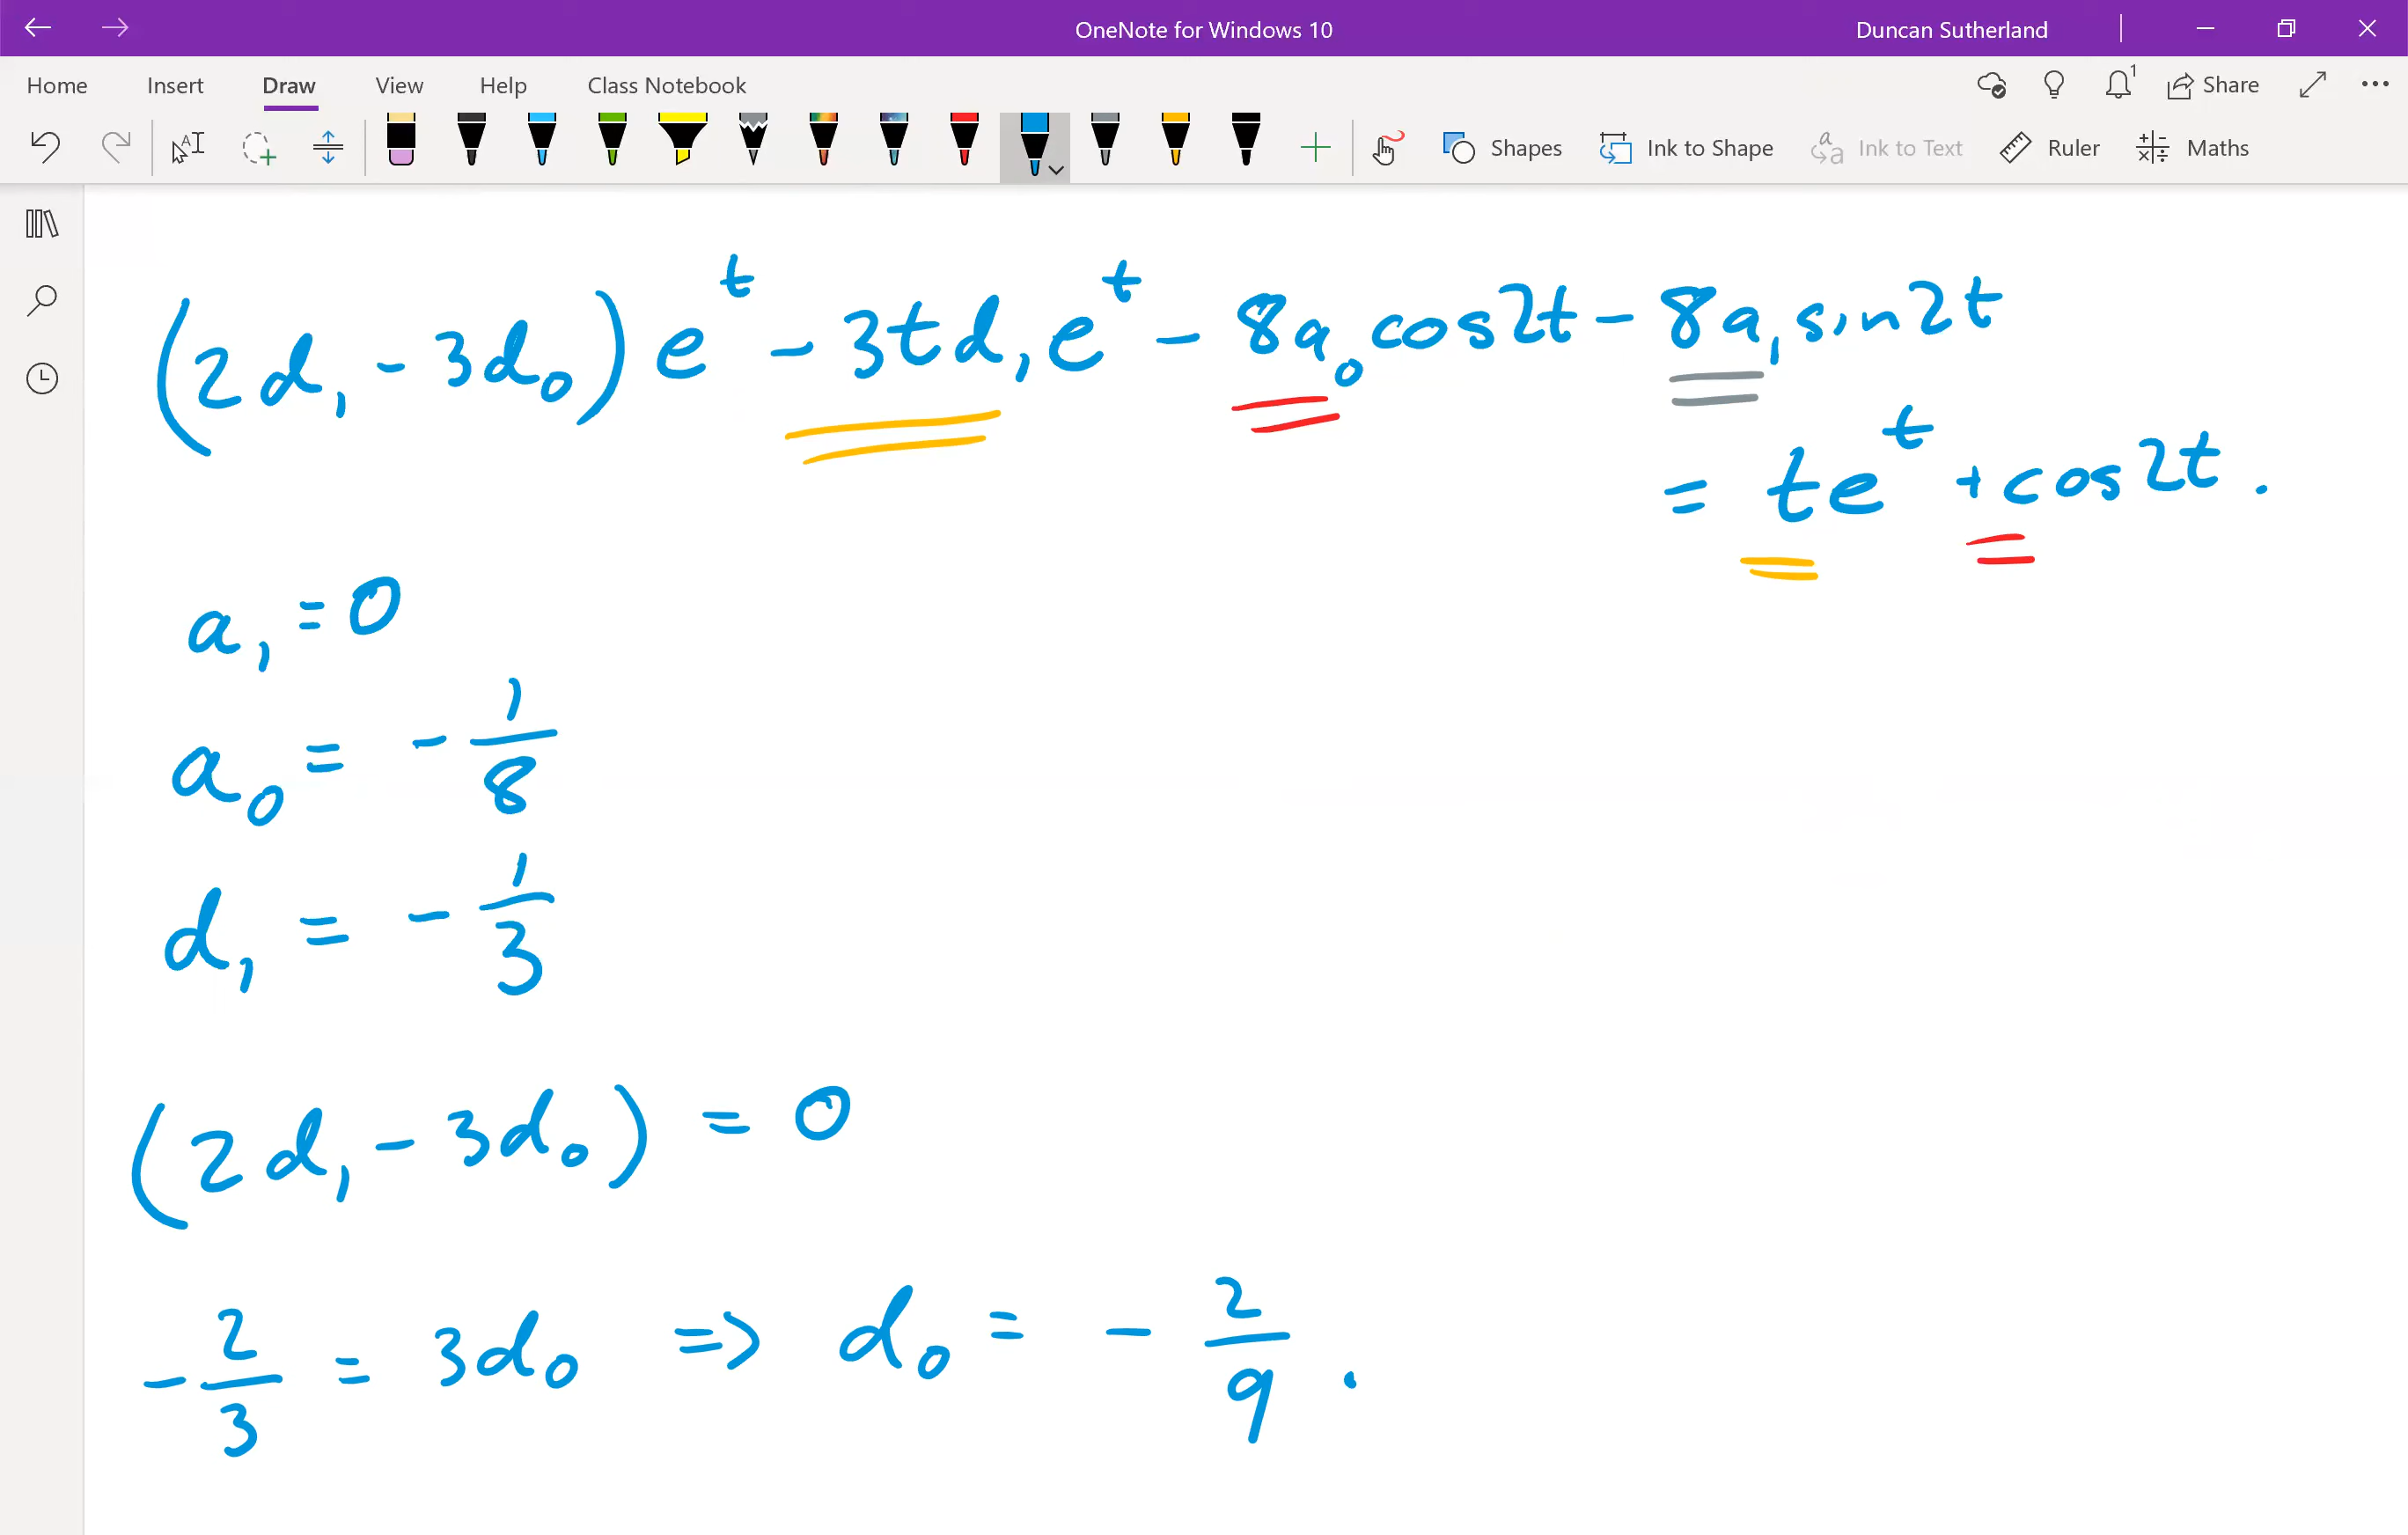 OneNote for Windows 10 Duncan Sutherland
Home Insert Draw View Help Class Notebook 1 Share
Shapes Ink to Shape Ink to Text Ruler Maths
(2d₁ - 3d₀) eᵗ - 3td₁eᵗ - 8a₀cos2t - 8a₁sin2t
= teᵗ + cos2t.
a₁ = 0
a₀ = - 1/8
d₁ = - 1/3
(2d₁ - 3d₀) = 0
- 2/3 = 3d₀ => d₀ = - 2/9 .